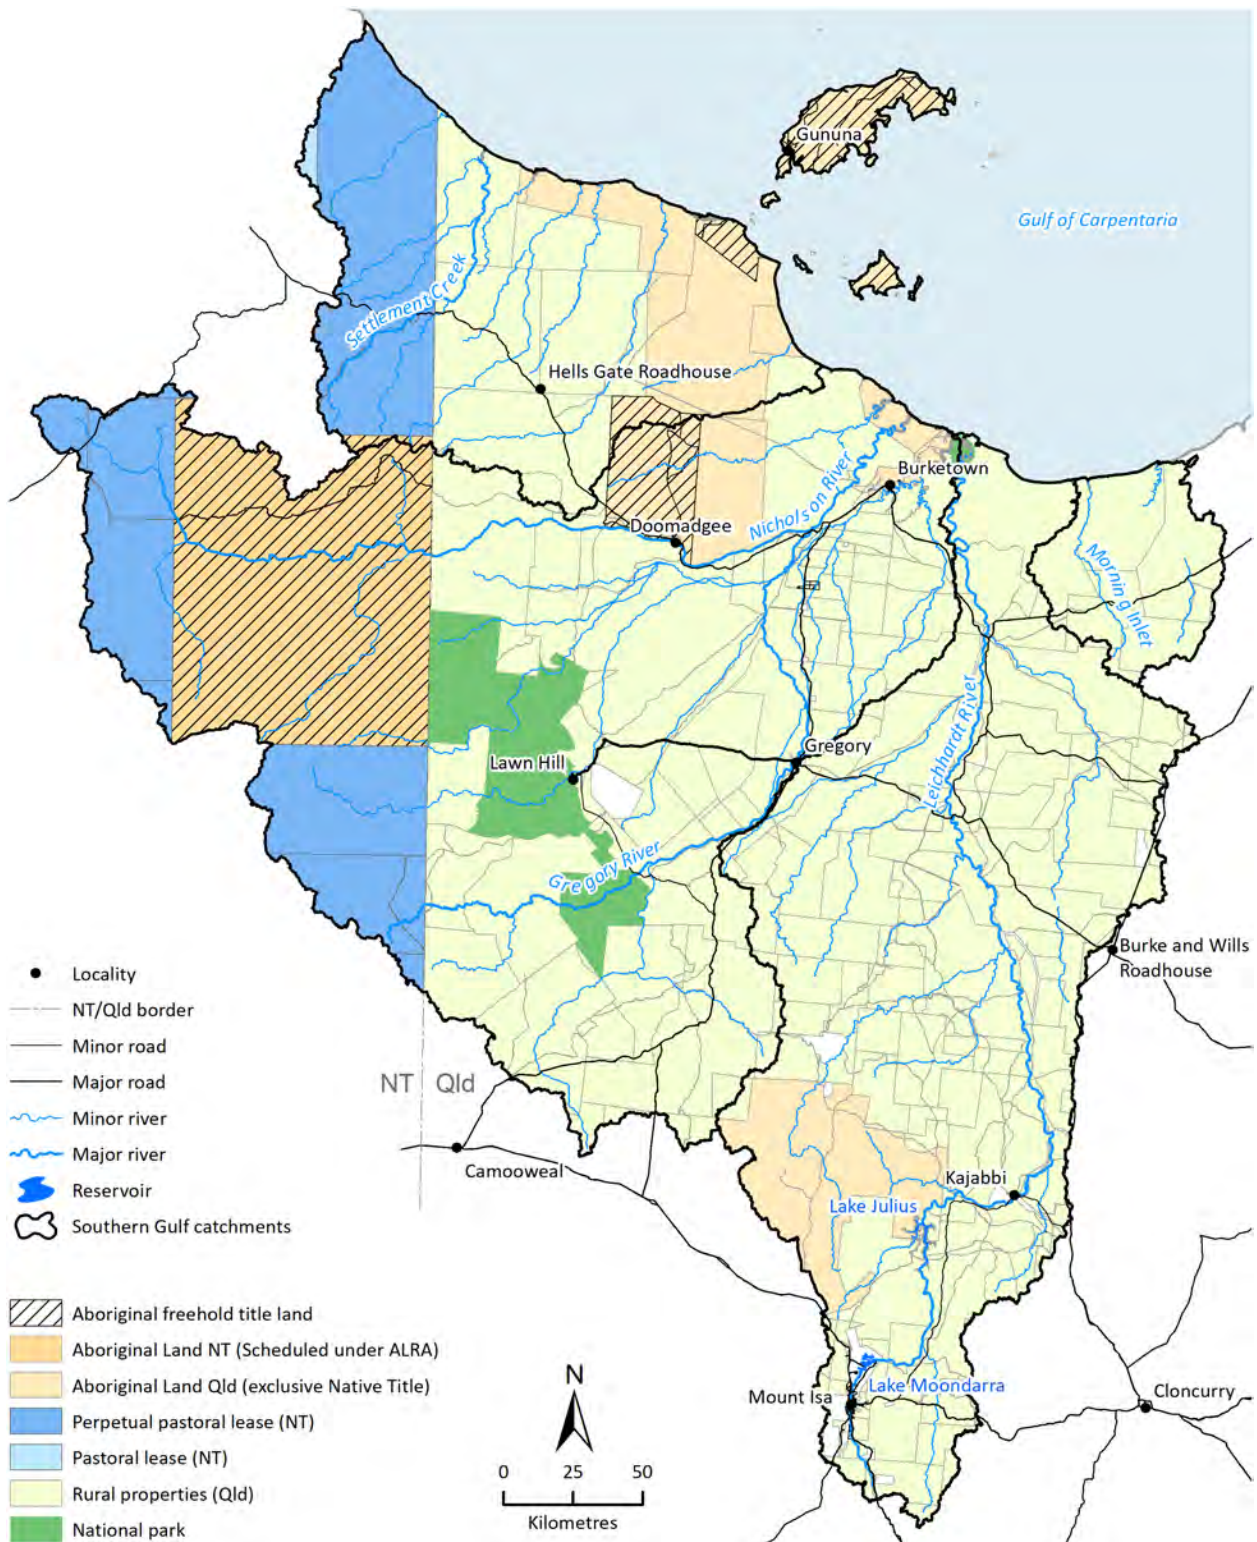 Gununa
Gulf of Carpentaria
Settlement Creek
Hells Gate Roadhouse
Burketown
Nicholson River
Doomadgee
Morning Inlet
Leichhardt River
Gregory
Lawn Hill
Gregory River
Burke and Wills
Roadhouse
Locality
NT/Qld border
Minor road
Major road
NT Qld
Minor river
Major river
Camooweal
Reservoir
Kajabbi
Lake Julius
Southern Gulf catchments
Aboriginal freehold title land
Aboriginal Land NT (Scheduled under ALRA)
Aboriginal Land Qld (exclusive Native Title)
N
Lake Moondarra
Mount Isa
Cloncurry
Perpetual pastoral lease (NT)
Pastoral lease (NT)
0 25 50
Rural properties (Qld)
Kilometres
National park